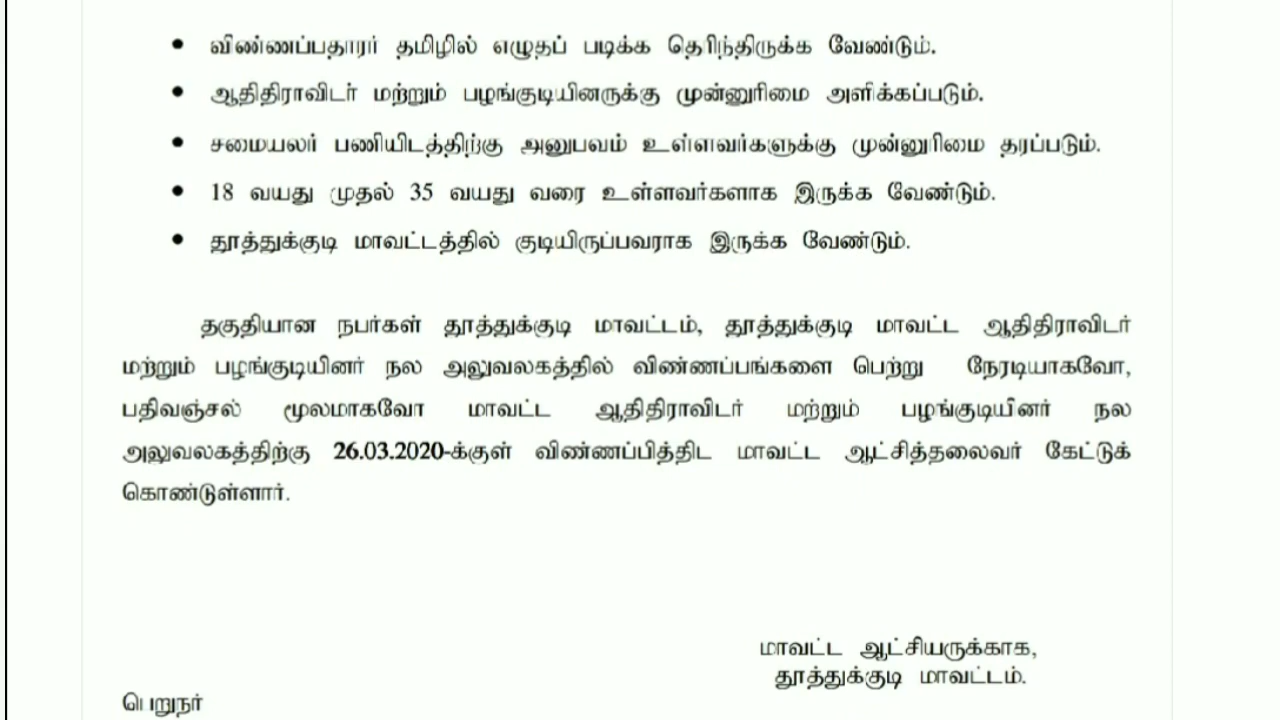 • விண்ணப்பதாரர் தமிழில் எழுதப் படிக்க தெரிந்திருக்க வேண்டும்.
• ஆதிதிராவிடர் மற்றும் பழங்குடியினருக்கு முன்னுரிமை அளிக்கப்படும்.
• சமையலர் பணியிடத்திற்கு அனுபவம் உள்ளவர்களுக்கு முன்னுரிமை தரப்படும்.
• 18 வயது முதல் 35 வயது வரை உள்ளவர்களாக இருக்க வேண்டும்.
• தூத்துக்குடி மாவட்டத்தில் குடியிருப்பவராக இருக்க வேண்டும்.
தகுதியான நபர்கள் தூத்துக்குடி மாவட்டம், தூத்துக்குடி மாவட்ட ஆதிதிராவிடர்
மற்றும் பழங்குடியினர் நல அலுவலகத்தில் விண்ணப்பங்களை பெற்று நேரடியாகவோ,
பதிவஞ்சல் மூலமாகவோ மாவட்ட ஆதிதிராவிடர் மற்றும் பழங்குடியினர் நல
அலுவலகத்திற்கு 26.03.2020-க்குள் விண்ணப்பித்திட மாவட்ட ஆட்சித்தலைவர் கேட்டுக்
கொண்டுள்ளார்.
மாவட்ட ஆட்சியருக்காக,
தூத்துக்குடி மாவட்டம்.
பெறுநர்